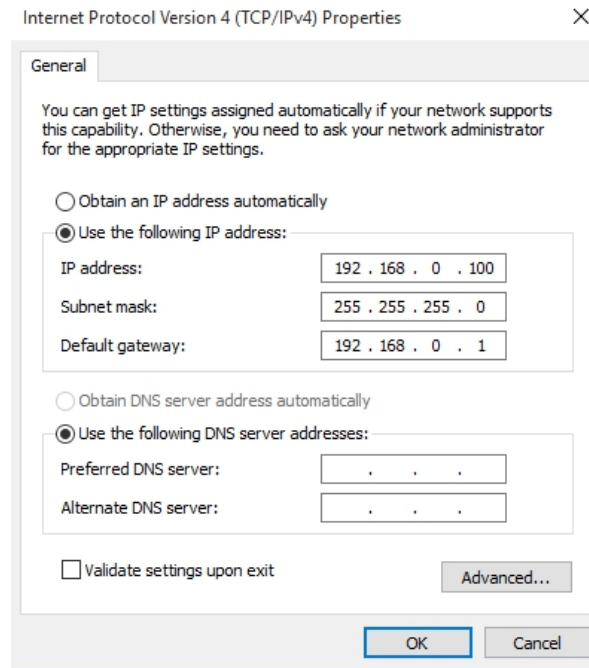 Internet Protocol Version 4 (TCP/IPv4) Properties
General
You can get IP settings assigned automatically if your network supports
this capability. Otherwise, you need to ask your network administrator
for the appropriate IP settings.
Obtain an IP address automatically
Use the following IP address:
IP address: 192 . 168 . 0 . 100
Subnet mask: 255 . 255 . 255 . 0
Default gateway: 192 . 168 . 0 . 1
Obtain DNS server address automatically
Use the following DNS server addresses:
Preferred DNS server: . . .
Alternate DNS server: . . .
Validate settings upon exit
Advanced...
OK Cancel